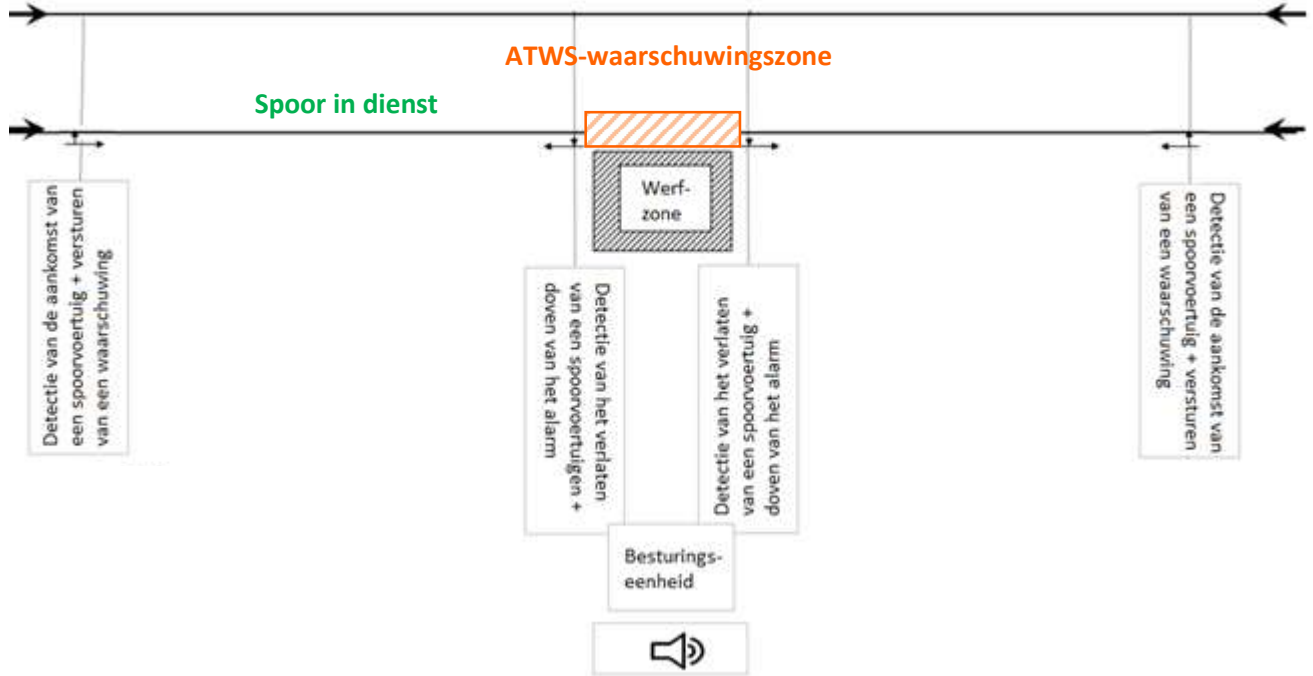 ATWS-waarschuwingszone
Spoor in dienst
Werf-
zone
Detectie van de aankomst van
een spoorvoertuig + versturen
van een waarschuwing
Detectie van het verlaten
van een spoorvoertuigen +
doven van het alarm
Detectie van het verlaten
van een spoorvoertuig +
doven van het alarm
Detectie van de aankomst van
een spoorvoertuig + versturen
van een waarschuwing
Besturings-
eenheid